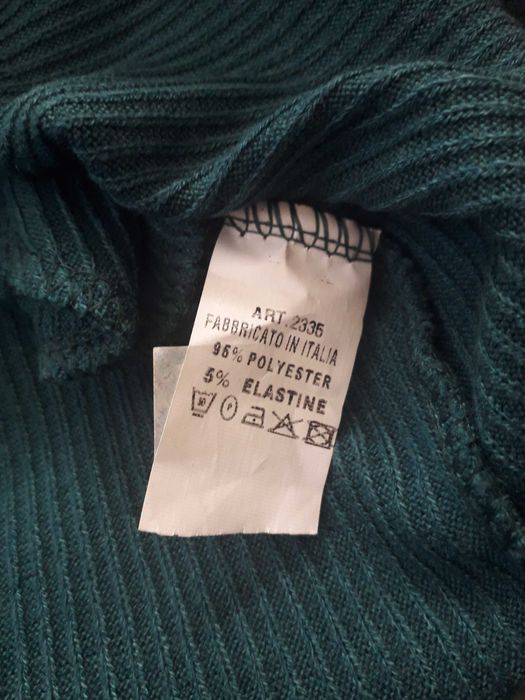 ART.2335
FABBRICATO IN ITALIA
95% POLYESTER
5% ELASTINE